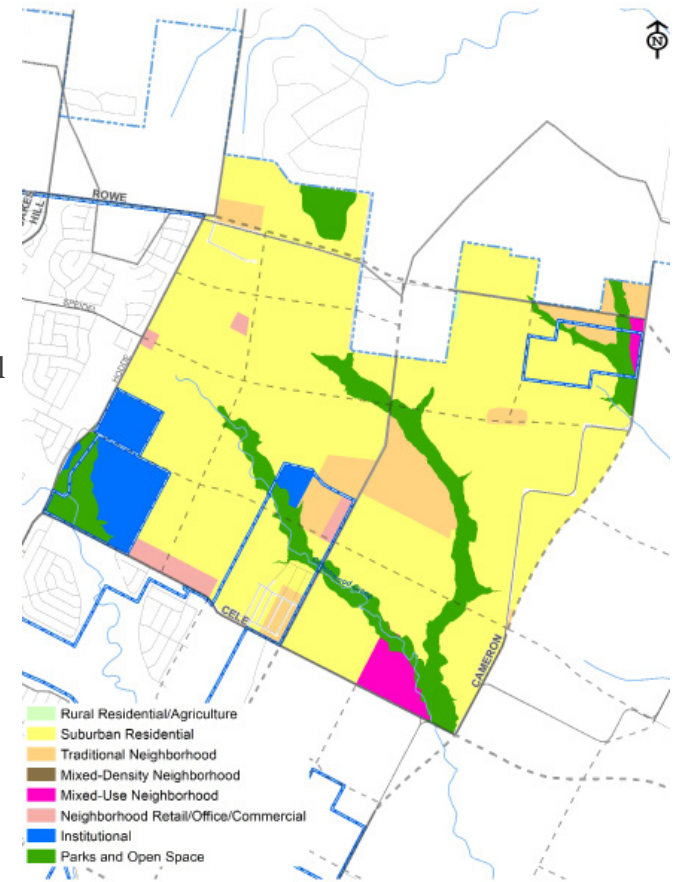 N
ROWE
HILL
SPEIDEL
HODDE
CELE
CAMERON
Rural Residential/Agriculture
Suburban Residential
Traditional Neighborhood
Mixed-Density Neighborhood
Mixed-Use Neighborhood
Neighborhood Retail/Office/Commercial
Institutional
Parks and Open Space